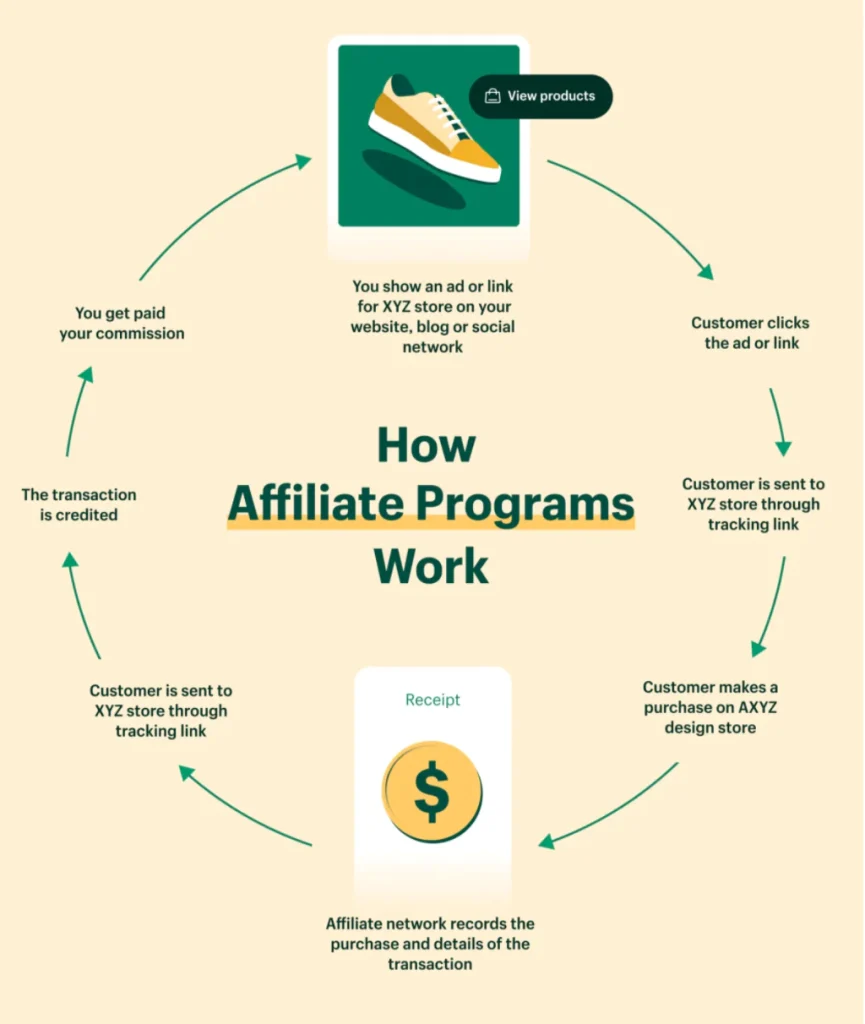 View products
You show an ad or link
for XYZ store on your
website, blog or social
network
Customer clicks
the ad or link
Customer is sent to
XYZ store through
tracking link
Customer makes a
purchase on AXYZ
design store
Affiliate network records the
purchase and details of the
transaction
Customer is sent to
XYZ store through
tracking link
The transaction
is credited
You get paid
your commission
How
Affiliate Programs
Work
Receipt
$